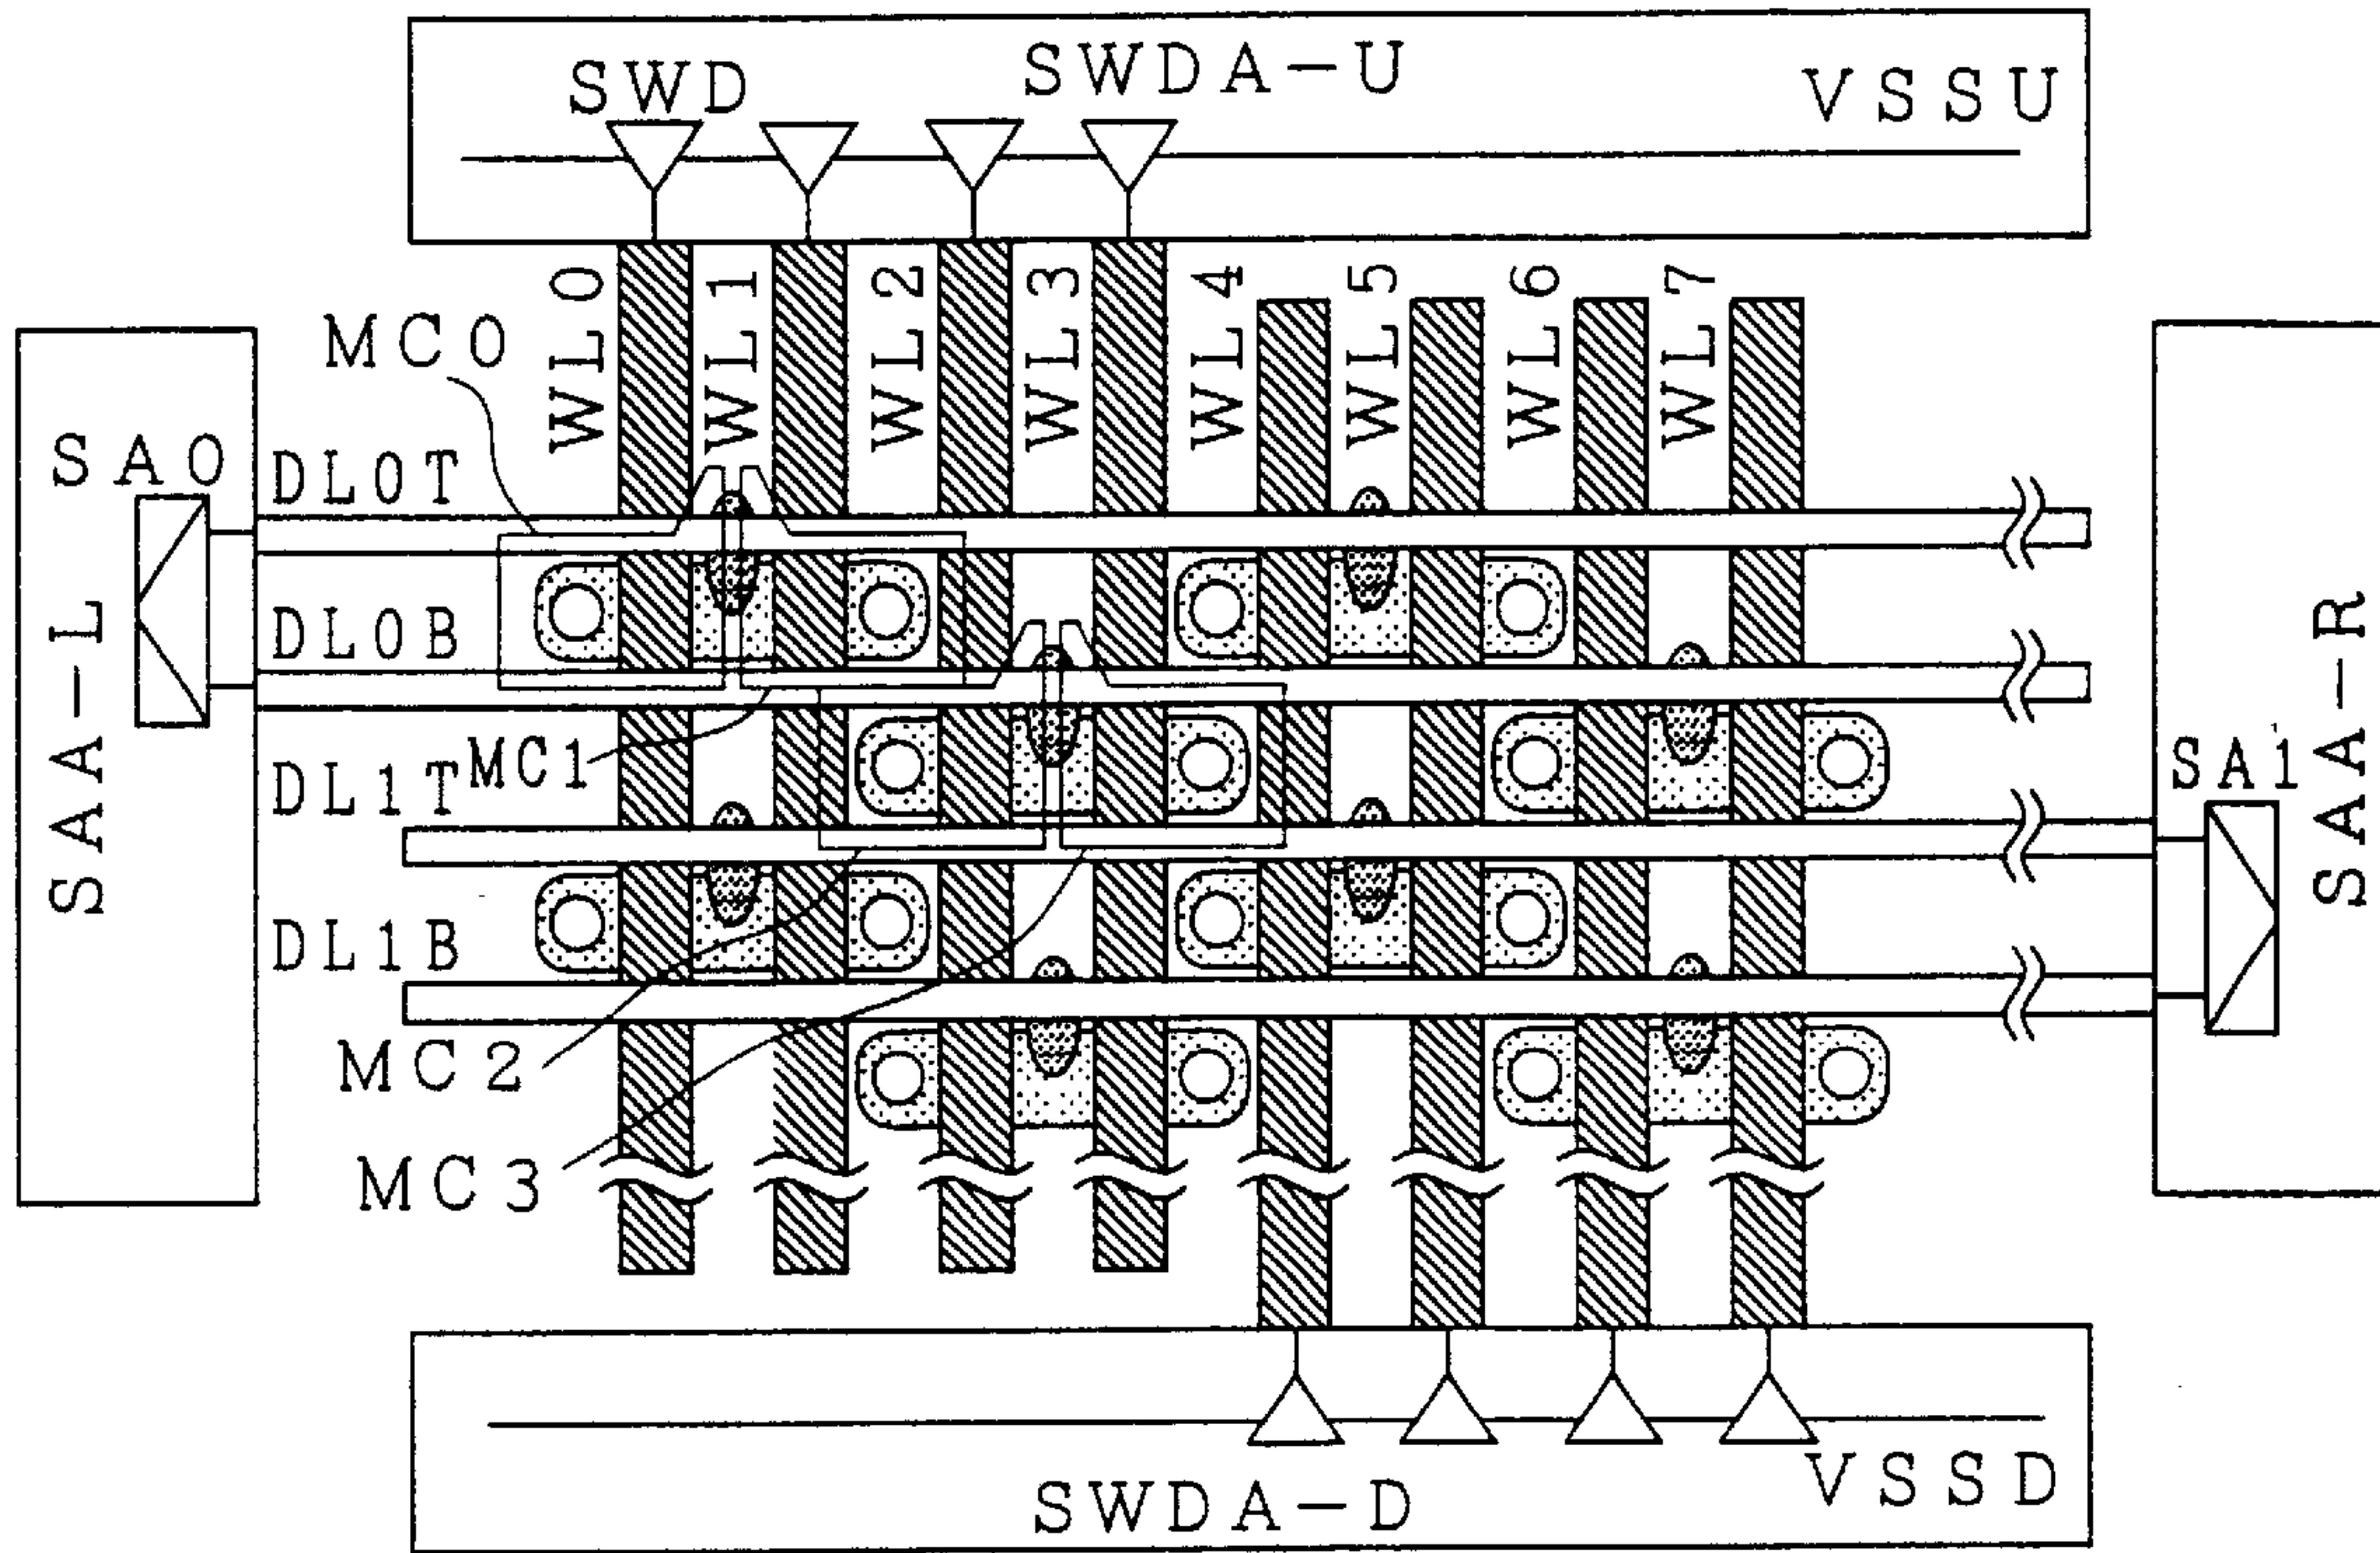 SWDA-U
SWD
VSSU
WL0
WL1
WL2
WL3
WL4
WL5
WL6
WL7
MC0
SA0
DL0T
DL0B
SAA-L
SAA-R
MC1
DL1T
SA1
DL1B
MC2
MC3
VSSD
SWDA-D